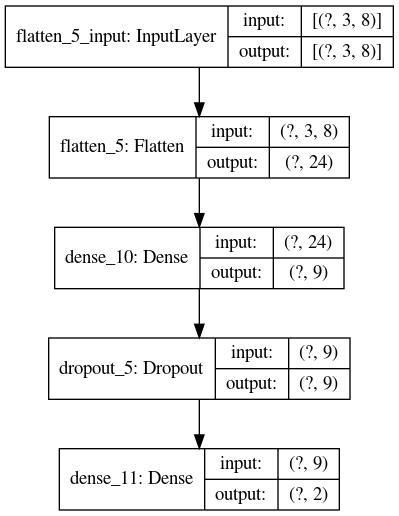 flatten_5_input: InputLayer
input: [(?, 3, 8)]
output: [(?, 3, 8)]
flatten_5: Flatten
input: (?, 3, 8)
output: (?, 24)
dense_10: Dense
input: (?, 24)
output: (?, 9)
dropout_5: Dropout
input: (?, 9)
output: (?, 9)
dense_11: Dense
input: (?, 9)
output: (?, 2)